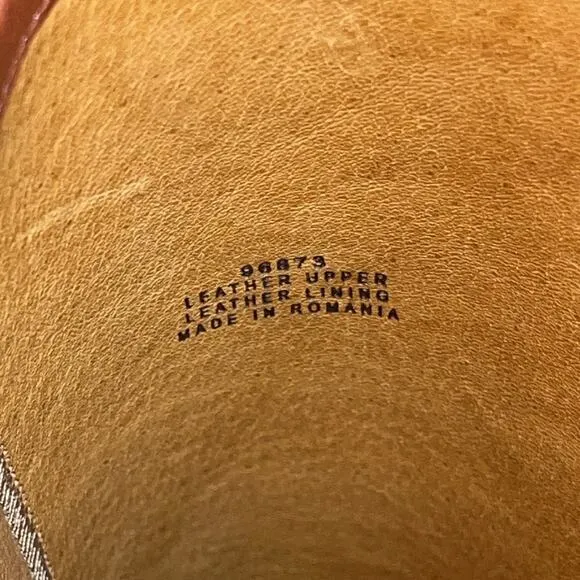 96873
LEATHER UPPER
LEATHER LINING
MADE IN ROMANIA